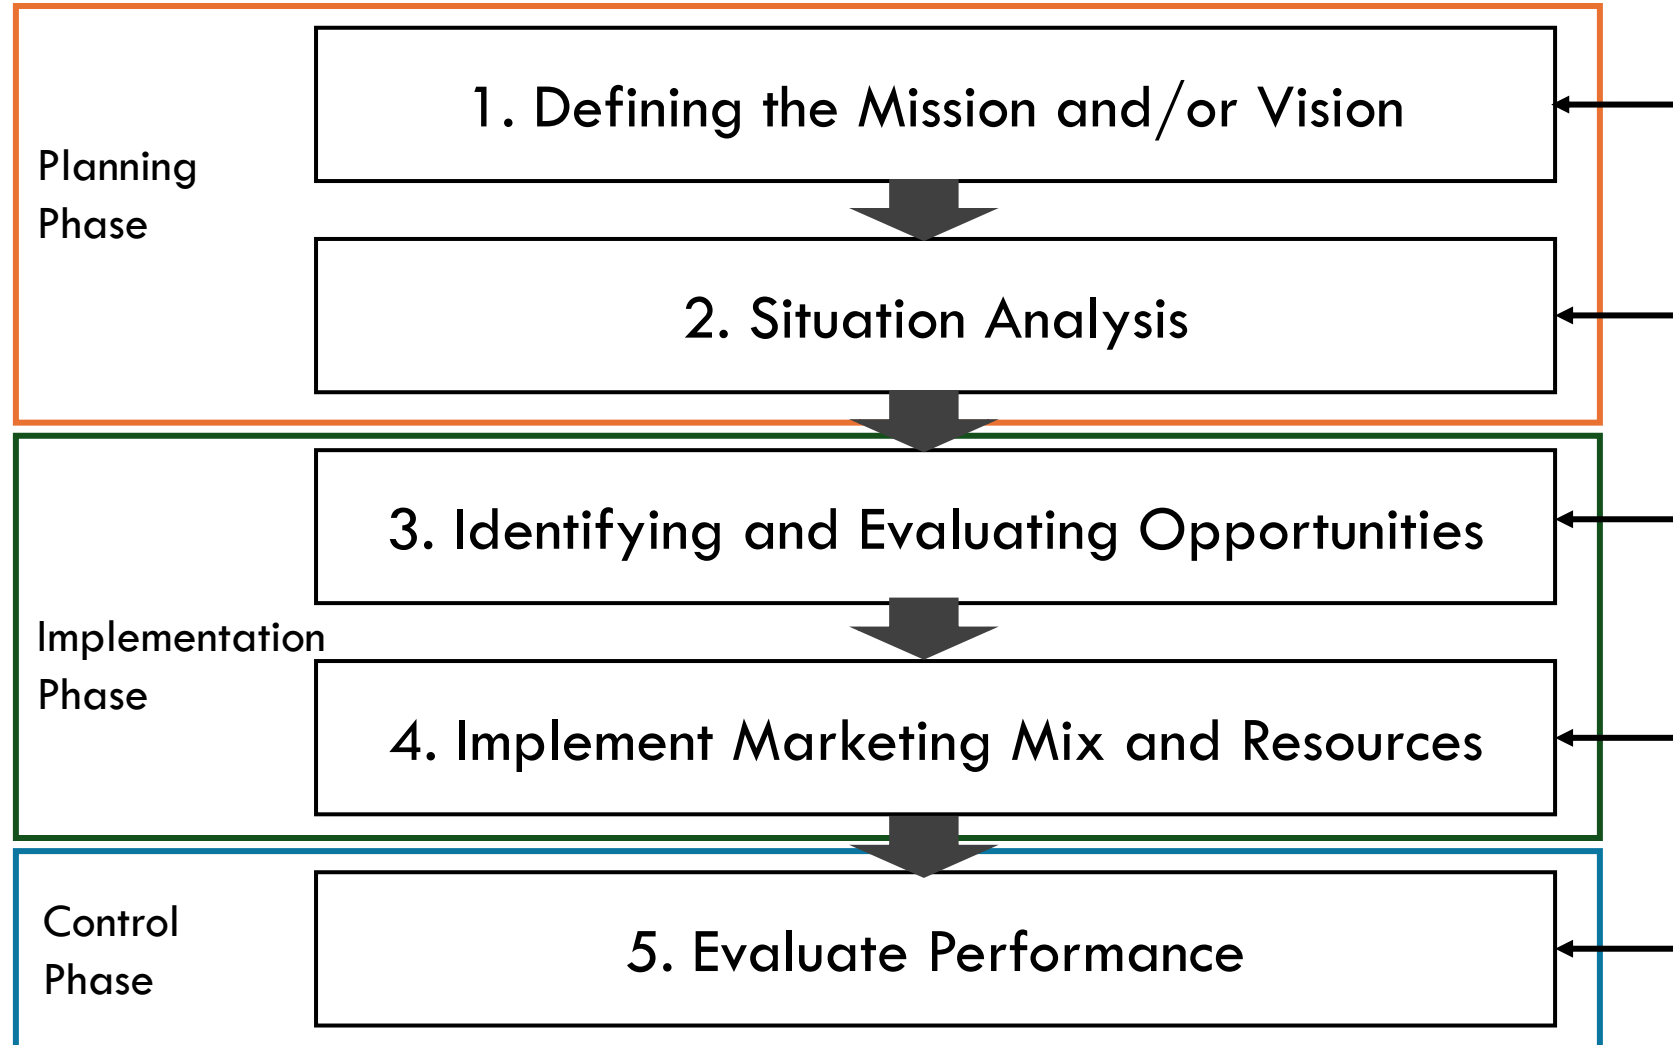 Planning
Phase
1. Defining the Mission and/or Vision
2. Situation Analysis
Implementation
Phase
3. Identifying and Evaluating Opportunities
4. Implement Marketing Mix and Resources
Control
Phase
5. Evaluate Performance